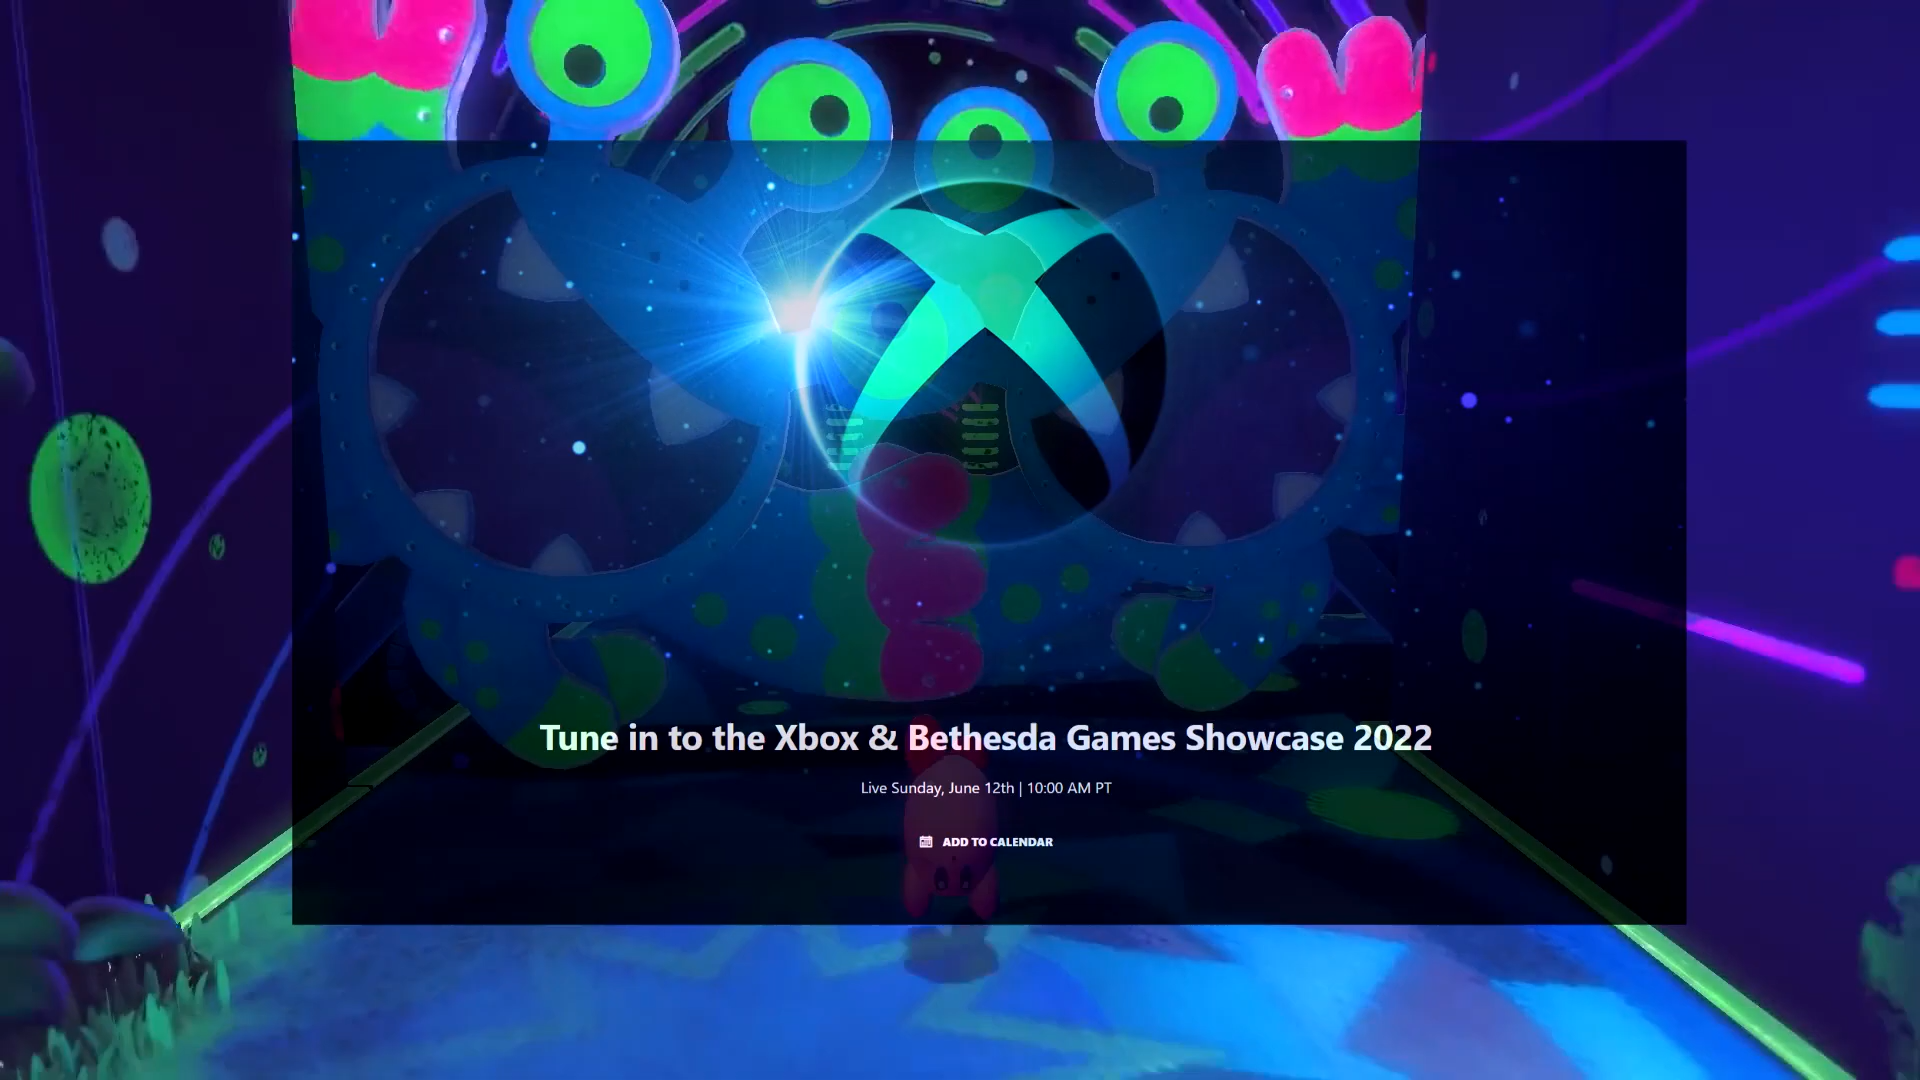 Tune in to the Xbox & Bethesda Games Showcase 2022
Live Sunday, June 12th | 10:00 AM PT
ADD TO CALENDAR